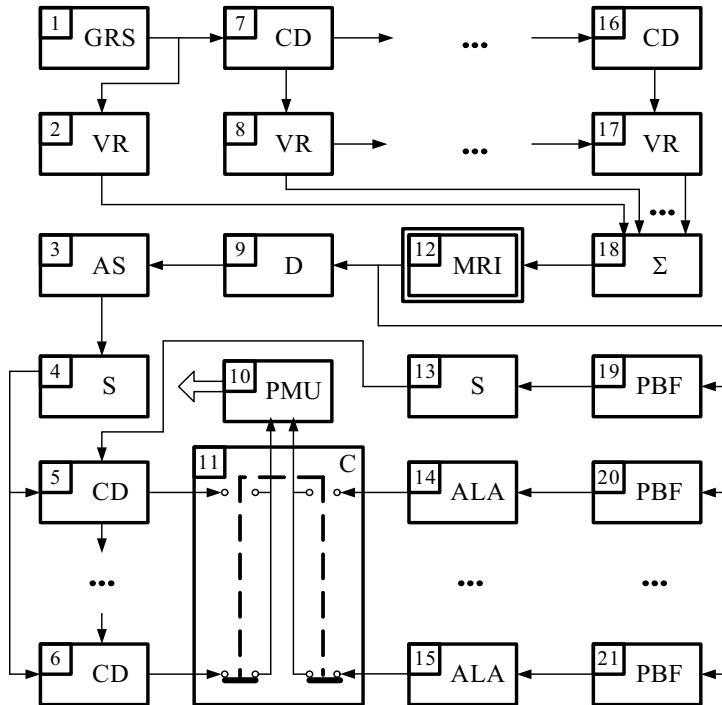 1 GRS 7 CD ... 16 CD
2 VR 8 VR ... 17 VR
...
3 AS 9 D 12 MRI 18 Σ
4 S 10 PMU 13 S 19 PBF
11 C
5 CD 14 ALA 20 PBF
... ... ...
6 CD 15 ALA 21 PBF